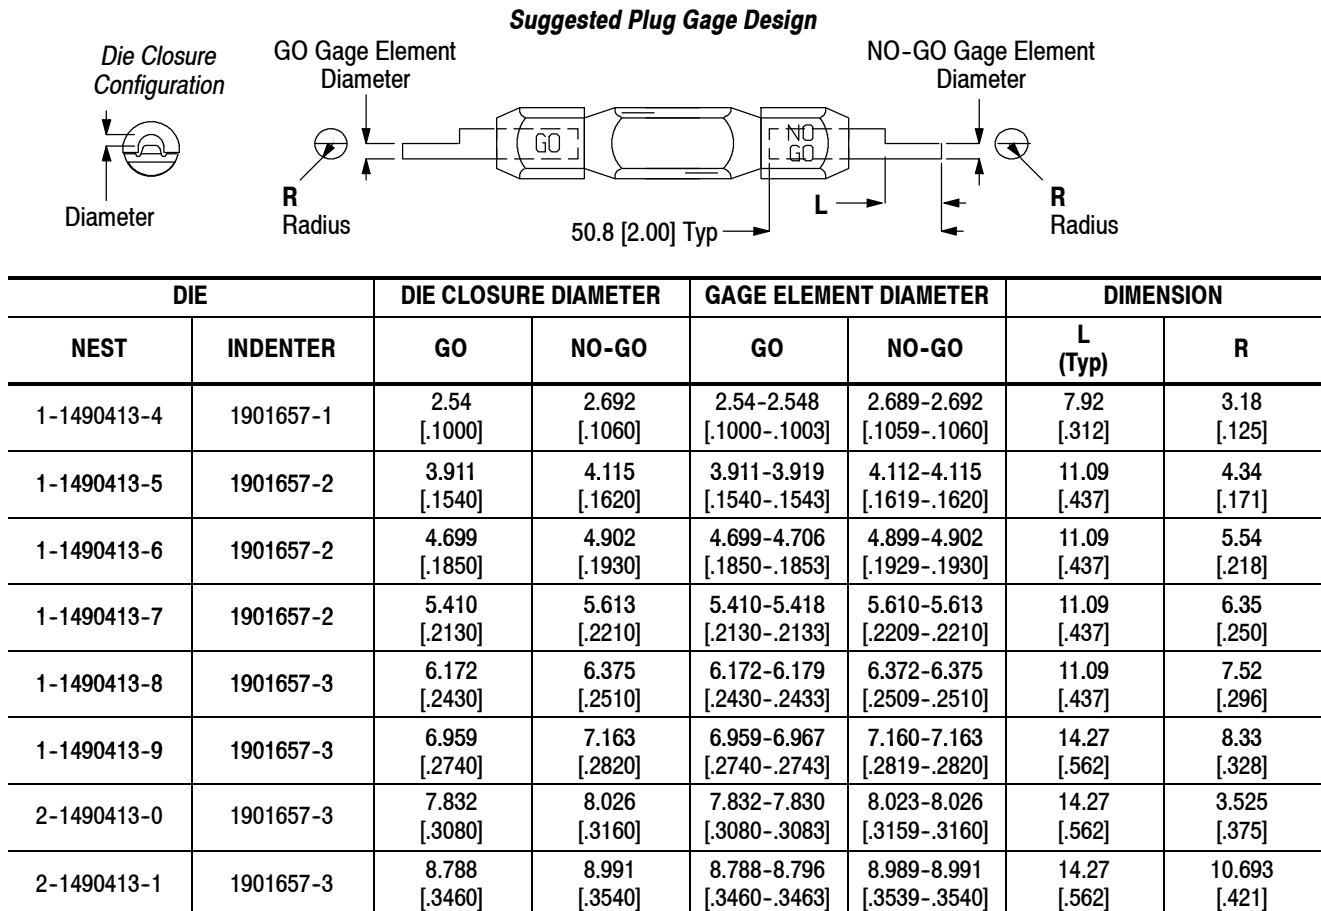 Suggested Plug Gage Design
Die Closure
Configuration
GO Gage Element
Diameter
NO-GO Gage Element
Diameter
GO
NO
GO
Diameter
R
Radius
50.8 [2.00] Typ
L
R
Radius
DIE DIE CLOSURE DIAMETER GAGE ELEMENT DIAMETER DIMENSION
NEST INDENTER GO NO-GO GO NO-GO L (Typ) R
1-1490413-4 1901657-1 2.54 2.692 2.54-2.548 2.689-2.692 7.92 3.18
[.1000] [.1060] [.1000-.1003] [.1059-.1060] [.312] [.125]
1-1490413-5 1901657-2 3.911 4.115 3.911-3.919 4.112-4.115 11.09 4.34
[.1540] [.1620] [.1540-.1543] [.1619-.1620] [.437] [.171]
1-1490413-6 1901657-2 4.699 4.902 4.699-4.706 4.899-4.902 11.09 5.54
[.1850] [.1930] [.1850-.1853] [.1929-.1930] [.437] [.218]
1-1490413-7 1901657-2 5.410 5.613 5.410-5.418 5.610-5.613 11.09 6.35
[.2130] [.2210] [.2130-.2133] [.2209-.2210] [.437] [.250]
1-1490413-8 1901657-3 6.172 6.375 6.172-6.179 6.372-6.375 11.09 7.52
[.2430] [.2510] [.2430-.2433] [.2509-.2510] [.437] [.296]
1-1490413-9 1901657-3 6.959 7.163 6.959-6.967 7.160-7.163 14.27 8.33
[.2740] [.2820] [.2740-.2743] [.2819-.2820] [.562] [.328]
2-1490413-0 1901657-3 7.832 8.026 7.832-7.830 8.023-8.026 14.27 3.525
[.3080] [.3160] [.3080-.3083] [.3159-.3160] [.562] [.375]
2-1490413-1 1901657-3 8.788 8.991 8.788-8.796 8.989-8.991 14.27 10.693
[.3460] [.3540] [.3460-.3463] [.3539-.3540] [.562] [.421]